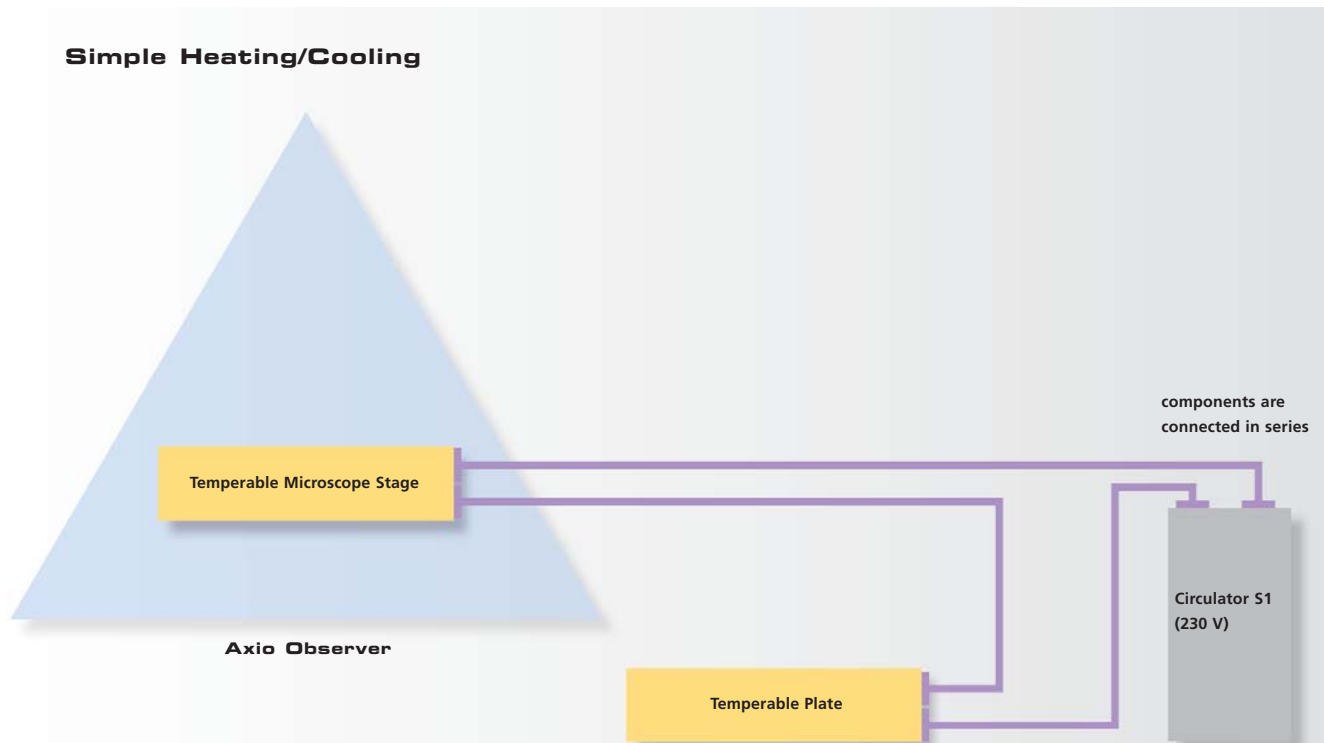 Simple Heating/Cooling
components are
connected in series
Temperable Microscope Stage
Circulator S1
(230 V)
Axio Observer
Temperable Plate